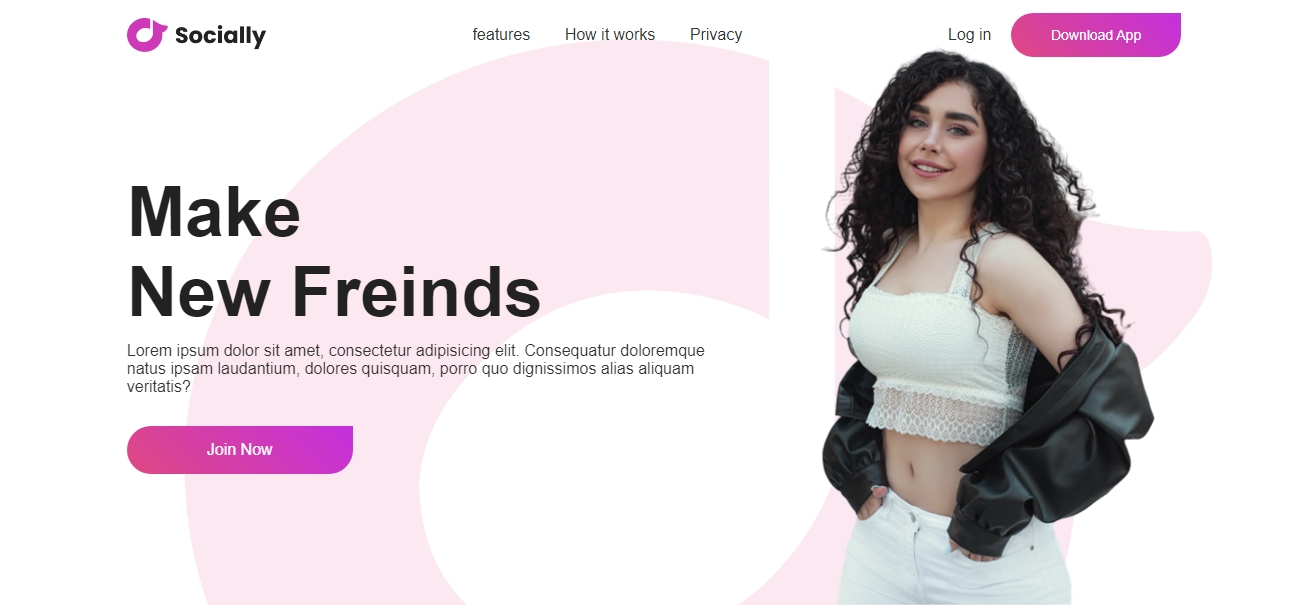 Socially
features
How it works
Privacy
Log in
Download App
Make
New Freinds
Lorem ipsum dolor sit amet, consectetur adipisicing elit. Consequatur doloremque
natus ipsam laudantium, dolores quisquam, porro quo dignissimos alias aliquam
veritatis?
Join Now